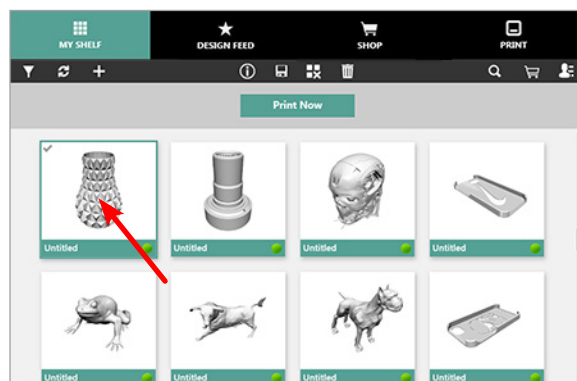 MY SHELF
DESIGN FEED
SHOP
PRINT
Print Now
Untitled
Untitled
Untitled
Untitled
Untitled
Untitled
Untitled
Untitled